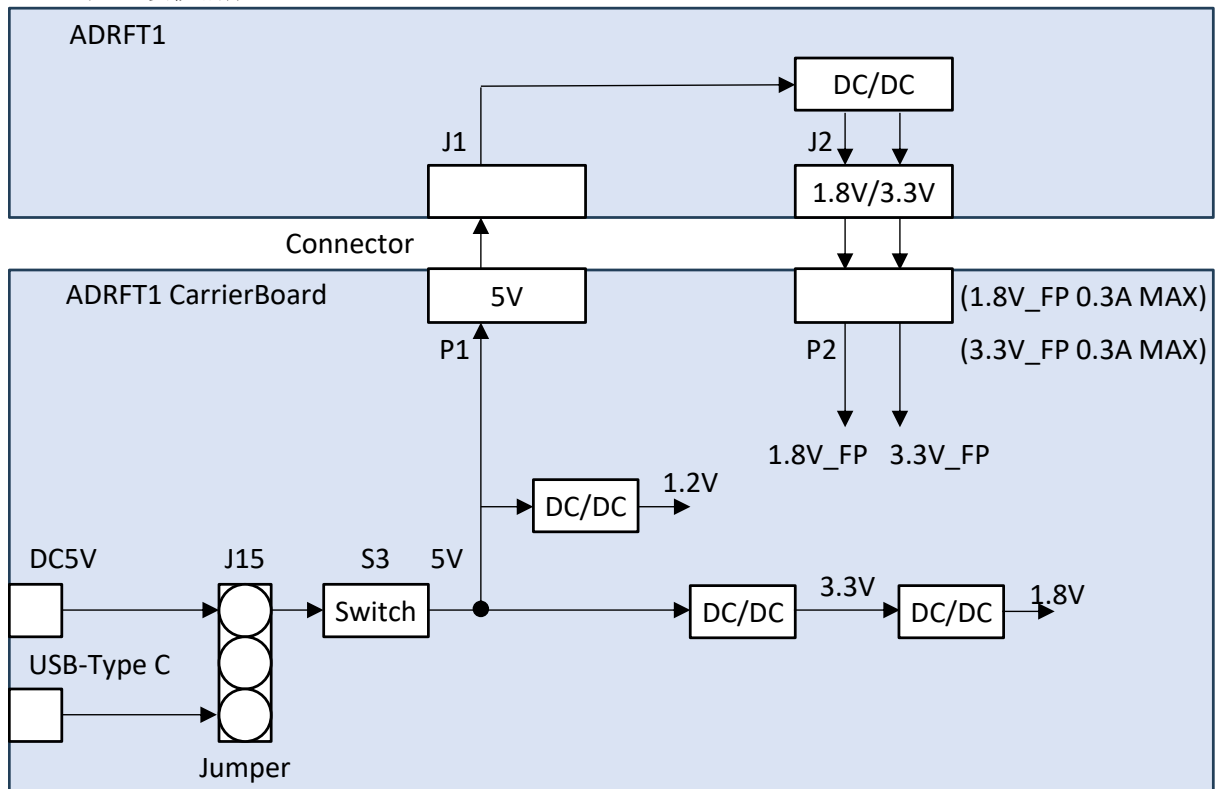 ADRFT1
DC/DC
J1
J2
1.8V/3.3V
Connector
ADRFT1 CarrierBoard
5V
(1.8V_FP 0.3A MAX)
P1
P2
(3.3V_FP 0.3A MAX)
1.8V_FP 3.3V_FP
DC/DC
1.2V
DC5V
J15
S3
5V
Switch
DC/DC
3.3V
DC/DC
1.8V
USB-Type C
Jumper